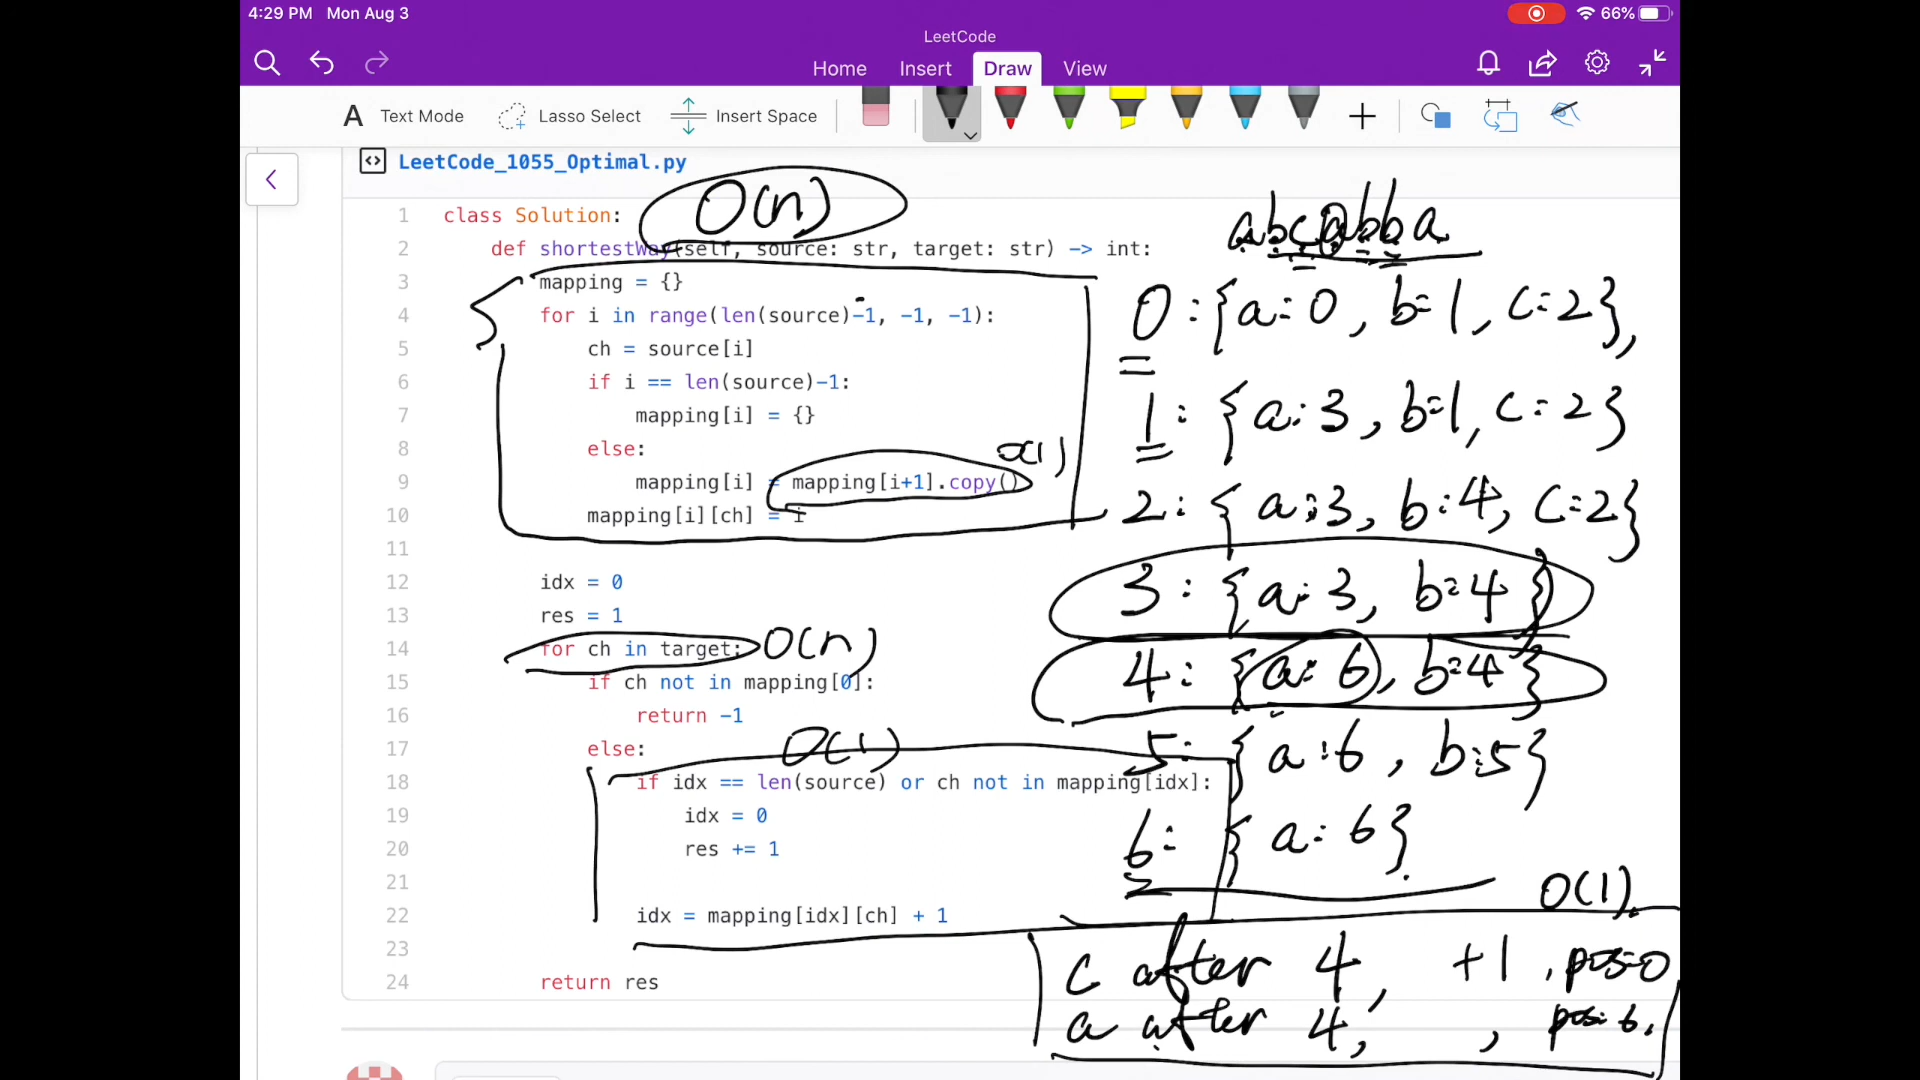 4:29 PM Mon Aug 3
66%
LeetCode
Home Insert Draw View
Text Mode Lasso Select Insert Space
LeetCode_1055_Optimal.py
O(n)
1 class Solution:
2 def shortestWay(self, source: str, target: str) -> int:
3 mapping = {}
4 for i in range(len(source)-1, -1, -1):
5 ch = source[i]
6 if i == len(source)-1:
7 mapping[i] = {}
8 else:
9 mapping[i] = mapping[i+1].copy()
O(1)
10 mapping[i][ch] = i
11
12 idx = 0
13 res = 1
14 for ch in target:
O(n)
15 if ch not in mapping[0]:
16 return -1
17 else:
O(1)
18 if idx == len(source) or ch not in mapping[idx]:
19 idx = 0
20 res += 1
21
22 idx = mapping[idx][ch] + 1
23
24 return res
abcabba
0: {a:0, b:1, c:2},
1: {a:3, b:1, c:2}
2: {a:3, b:4, c:2}
3: {a:3, b:4}
4: {a:6, b:4}
5: {a:6, b:5}
6: {a:6}
O(1)
c after 4, +1, pos=0
a after 4, , pos=6,